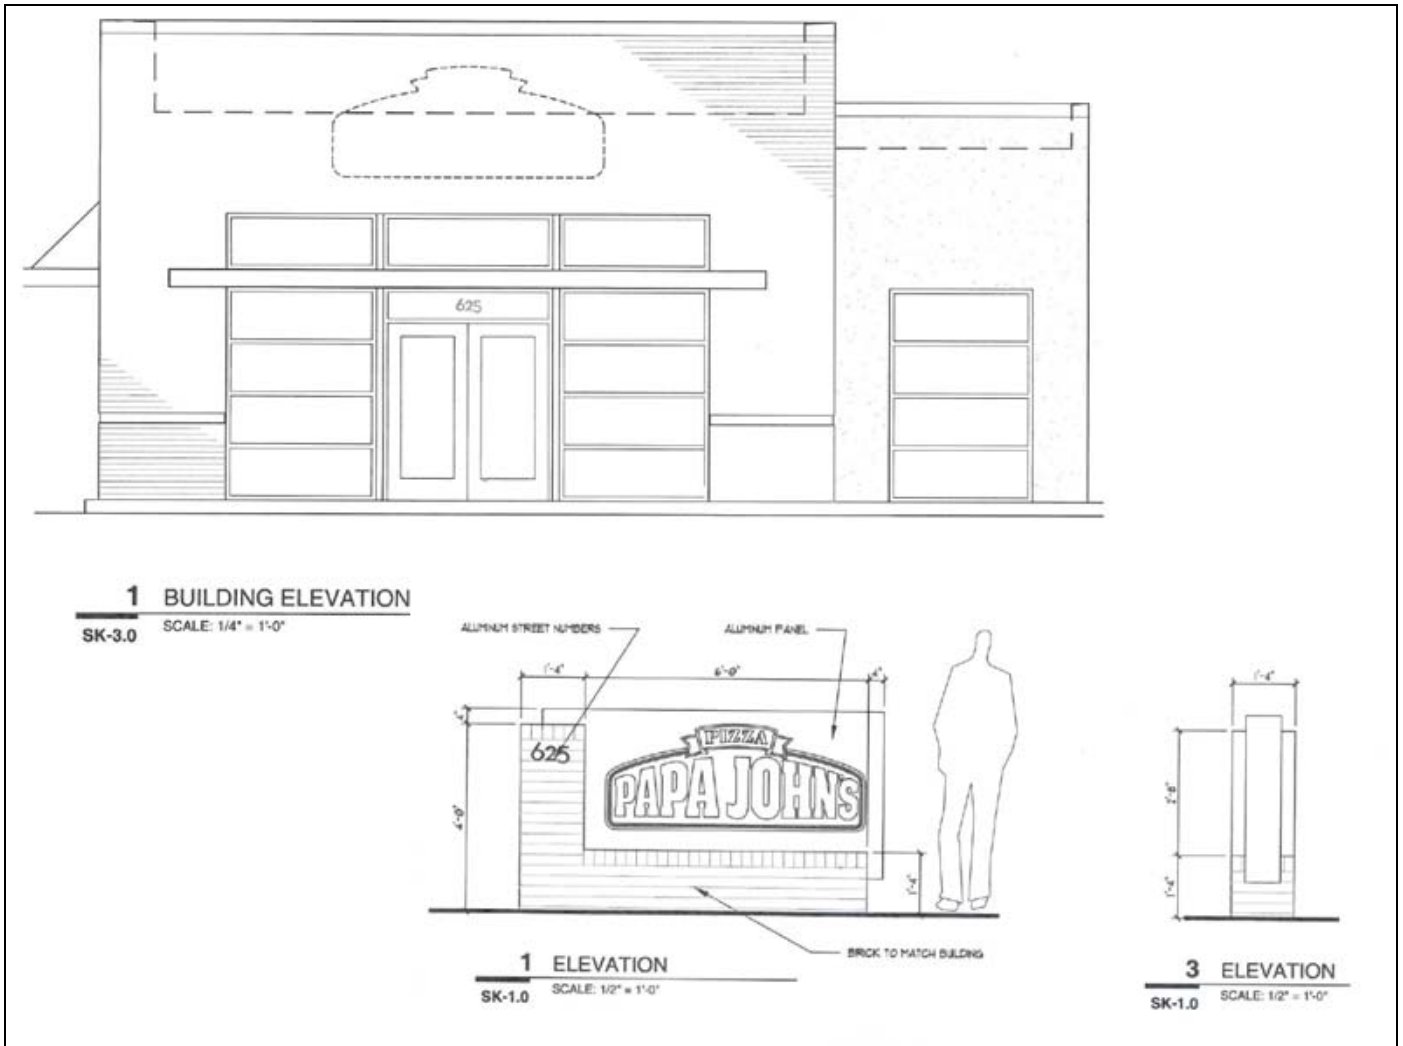 625
1 BUILDING ELEVATION
SK-3.0 SCALE: 1/4" = 1'-0"
ALUMINUM STREET NUMBERS
ALUMINUM PANEL
1'-4"
6'-0"
4"
1'-4"
4"
625
PIZZA
PAPA JOHN'S
4'-0"
2'-8"
1'-4"
1'-4"
BRICK TO MATCH BUILDING
1 ELEVATION
SK-1.0 SCALE: 1/2" = 1'-0"
3 ELEVATION
SK-1.0 SCALE: 1/2" = 1'-0"